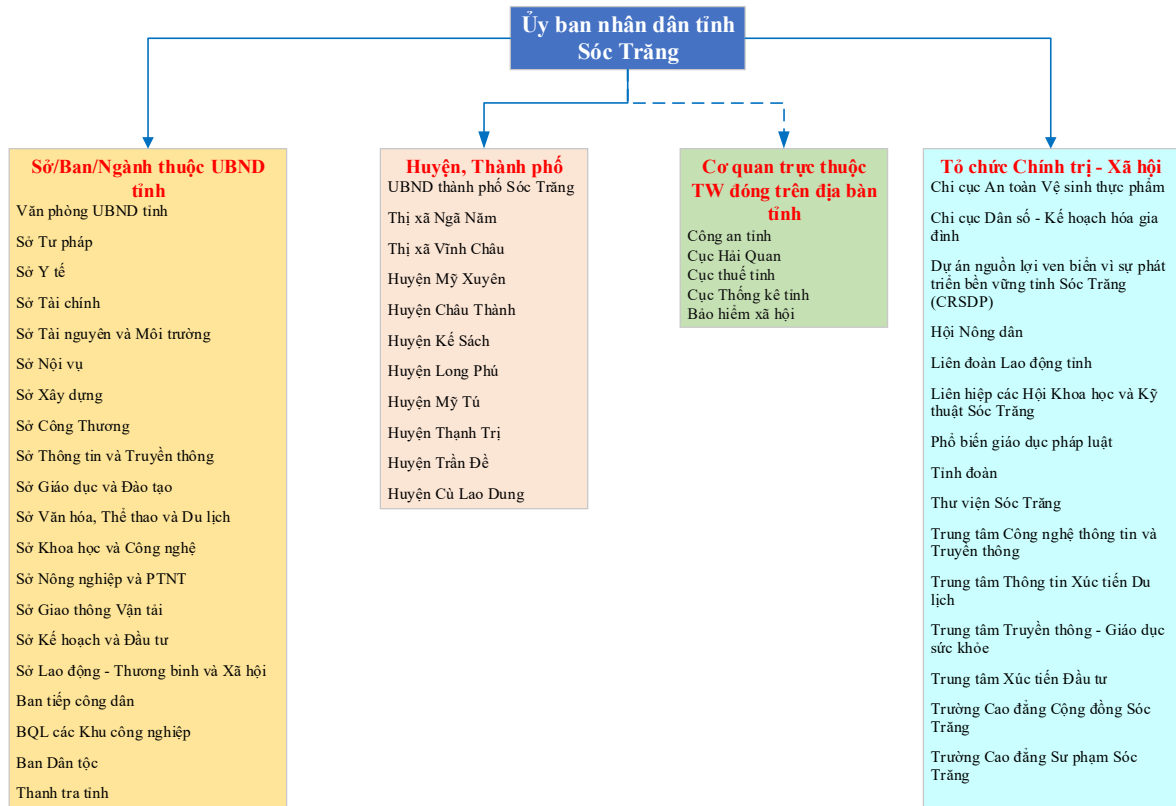 Ủy ban nhân dân tỉnh
Sóc Trăng
Sở/Ban/Ngành thuộc UBND
tỉnh
Văn phòng UBND tỉnh
Sở Tư pháp
Sở Y tế
Sở Tài chính
Sở Tài nguyên và Môi trường
Sở Nội vụ
Sở Xây dựng
Sở Công Thương
Sở Thông tin và Truyền thông
Sở Giáo dục và Đào tạo
Sở Văn hóa, Thể thao và Du lịch
Sở Khoa học và Công nghệ
Sở Nông nghiệp và PTNT
Sở Giao thông Vận tải
Sở Kế hoạch và Đầu tư
Sở Lao động - Thương binh và Xã hội
Ban tiếp công dân
BQL các Khu công nghiệp
Ban Dân tộc
Thanh tra tỉnh
Huyện, Thành phố
UBND thành phố Sóc Trăng
Thị xã Ngã Năm
Thị xã Vĩnh Châu
Huyện Mỹ Xuyên
Huyện Châu Thành
Huyện Kế Sách
Huyện Long Phú
Huyện Mỹ Tú
Huyện Thạnh Trị
Huyện Trần Đề
Huyện Cù Lao Dung
Cơ quan trực thuộc
TW đóng trên địa bàn
tỉnh
Công an tỉnh
Cục Hải Quan
Cục thuế tỉnh
Cục Thống kê tỉnh
Bảo hiểm xã hội
Tổ chức Chính trị - Xã hội
Chi cục An toàn Vệ sinh thực phẩm
Chi cục Dân số - Kế hoạch hóa gia
đình
Dự án nguồn lợi ven biển vì sự phát
triển bền vững tỉnh Sóc Trăng
(CRSDP)
Hội Nông dân
Liên đoàn Lao động tỉnh
Liên hiệp các Hội Khoa học và Kỹ
thuật Sóc Trăng
Phổ biến giáo dục pháp luật
Tỉnh đoàn
Thư viện Sóc Trăng
Trung tâm Công nghệ thông tin và
Truyền thông
Trung tâm Thông tin Xúc tiến Du
lịch
Trung tâm Truyền thông - Giáo dục
sức khỏe
Trung tâm Xúc tiến Đầu tư
Trường Cao đẳng Cộng đồng Sóc
Trăng
Trường Cao đẳng Sư phạm Sóc
Trăng